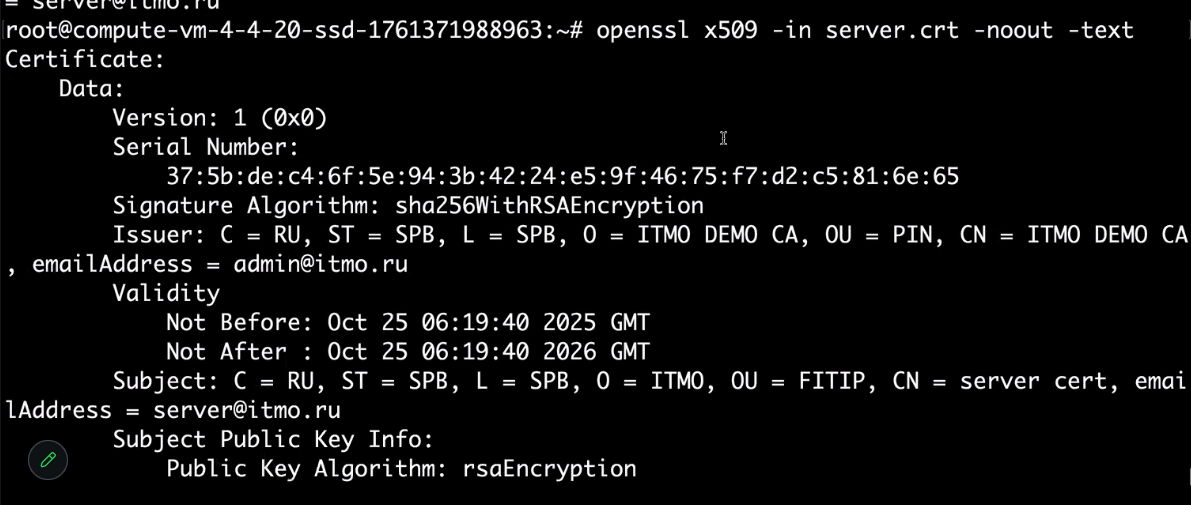 = server@itmo.ru
root@compute-vm-4-4-20-ssd-1761371988963:~# openssl x509 -in server.crt -noout -text
Certificate:
    Data:
        Version: 1 (0x0)
        Serial Number:
            37:5b:de:c4:6f:5e:94:3b:42:24:e5:9f:46:75:f7:d2:c5:81:6e:65
        Signature Algorithm: sha256WithRSAEncryption
        Issuer: C = RU, ST = SPB, L = SPB, O = ITMO DEMO CA, OU = PIN, CN = ITMO DEMO CA
, emailAddress = admin@itmo.ru
        Validity
            Not Before: Oct 25 06:19:40 2025 GMT
            Not After : Oct 25 06:19:40 2026 GMT
        Subject: C = RU, ST = SPB, L = SPB, O = ITMO, OU = FITIP, CN = server cert, emai
lAddress = server@itmo.ru
        Subject Public Key Info:
            Public Key Algorithm: rsaEncryption